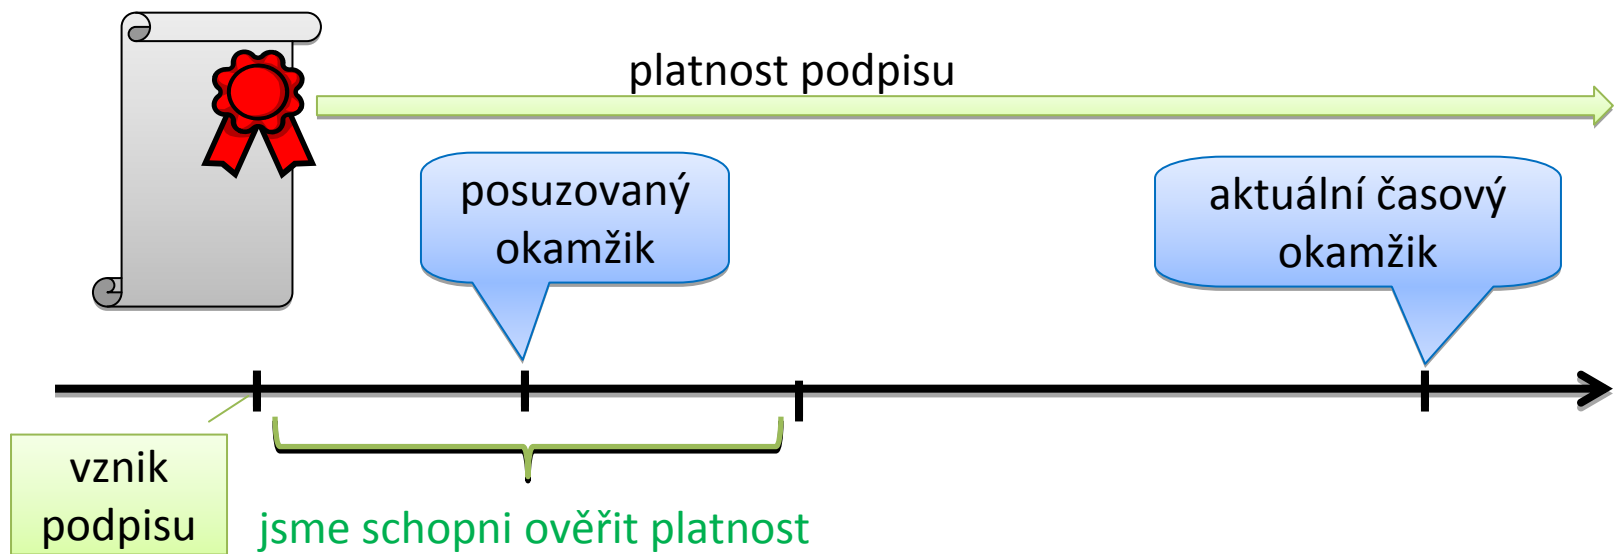 platnost podpisu
posuzovaný
okamžik
aktuální časový
okamžik
vznik
podpisu
jsme schopni ověřit platnost